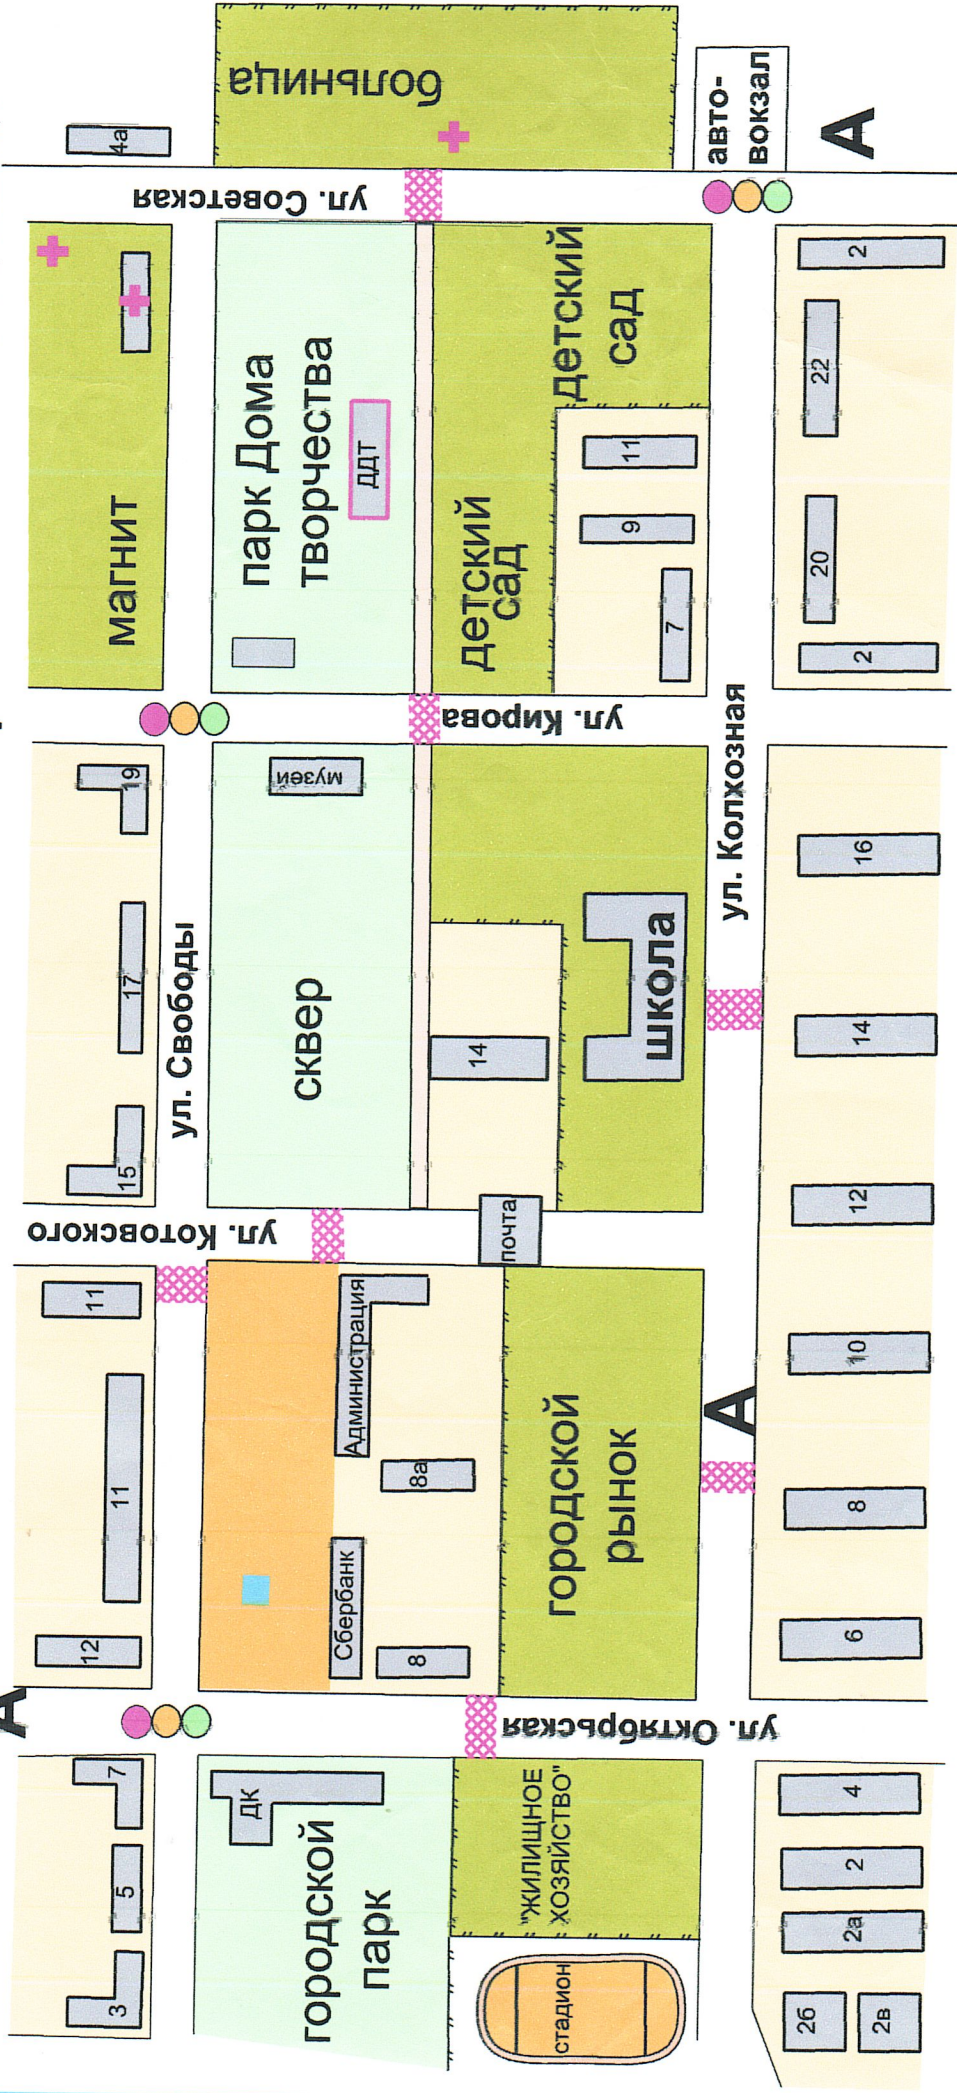 3
5
7
А
12
11
11
ул. Котовского
15
17
19
магнит
4а
ул. Свободы
городской
парк
ДК
Сбербанк
Администрация
8
8а
сквер
музей
парк Дома
творчества
ДДТ
ул. Советская
больница
стадион
"ЖИЛИЩНОЕ
ХОЗЯЙСТВО"
ул. Октябрьская
городской
рынок
почта
14
школа
ул. Кирова
детский
сад
7
9
11
детский
сад
А
ул. Колхозная
авто-
вокзал
А
2б
2в
2а
2
4
6
8
10
12
14
16
2
20
22
2